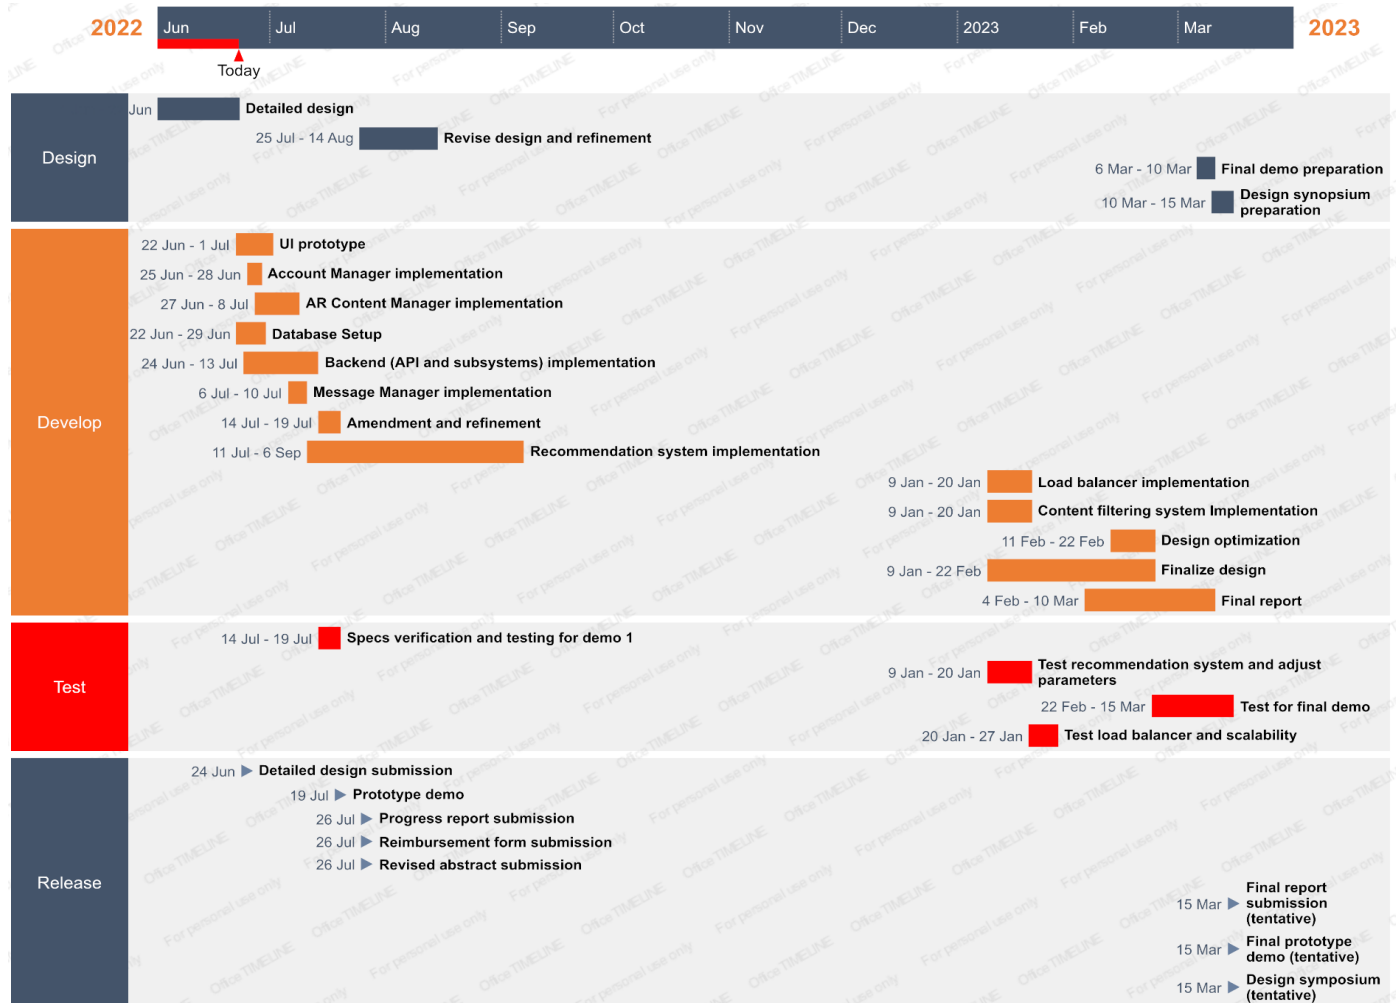 2022
Jun
Jul
Aug
Sep
Oct
Nov
Dec
2023
Feb
Mar
2023
Today
Design
Jun
Detailed design
25 Jul - 14 Aug
Revise design and refinement
6 Mar - 10 Mar
Final demo preparation
10 Mar - 15 Mar
Design synopsium
preparation
Develop
22 Jun - 1 Jul
UI prototype
25 Jun - 28 Jun
Account Manager implementation
27 Jun - 8 Jul
AR Content Manager implementation
22 Jun - 29 Jun
Database Setup
24 Jun - 13 Jul
Backend (API and subsystems) implementation
6 Jul - 10 Jul
Message Manager implementation
14 Jul - 19 Jul
Amendment and refinement
11 Jul - 6 Sep
Recommendation system implementation
9 Jan - 20 Jan
Load balancer implementation
9 Jan - 20 Jan
Content filtering system Implementation
11 Feb - 22 Feb
Design optimization
9 Jan - 22 Feb
Finalize design
4 Feb - 10 Mar
Final report
Test
14 Jul - 19 Jul
Specs verification and testing for demo 1
9 Jan - 20 Jan
Test recommendation system and adjust
parameters
22 Feb - 15 Mar
Test for final demo
20 Jan - 27 Jan
Test load balancer and scalability
Release
24 Jun
Detailed design submission
19 Jul
Prototype demo
26 Jul
Progress report submission
26 Jul
Reimbursement form submission
26 Jul
Revised abstract submission
15 Mar
Final report
submission
(tentative)
15 Mar
Final prototype
demo (tentative)
15 Mar
Design symposium
(tentative)
Office TIMELINE
For personal use only